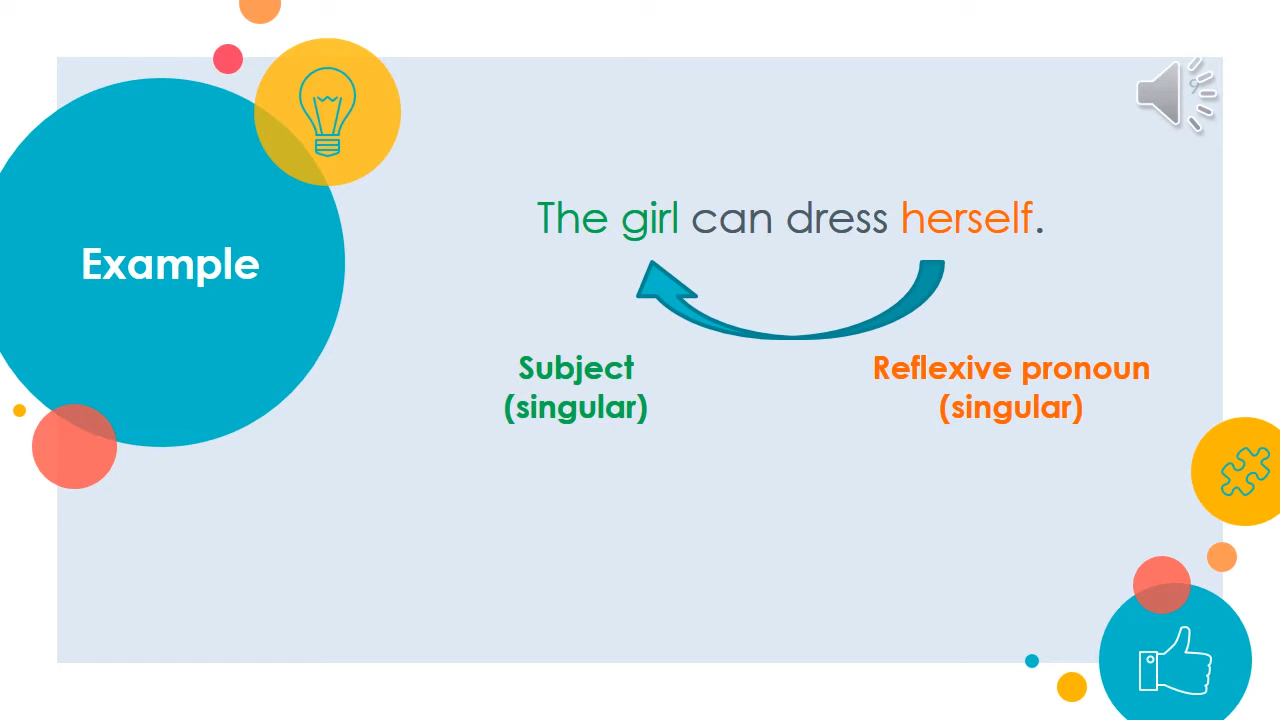 Example
The girl can dress herself.
Subject
(singular)
Reflexive pronoun
(singular)